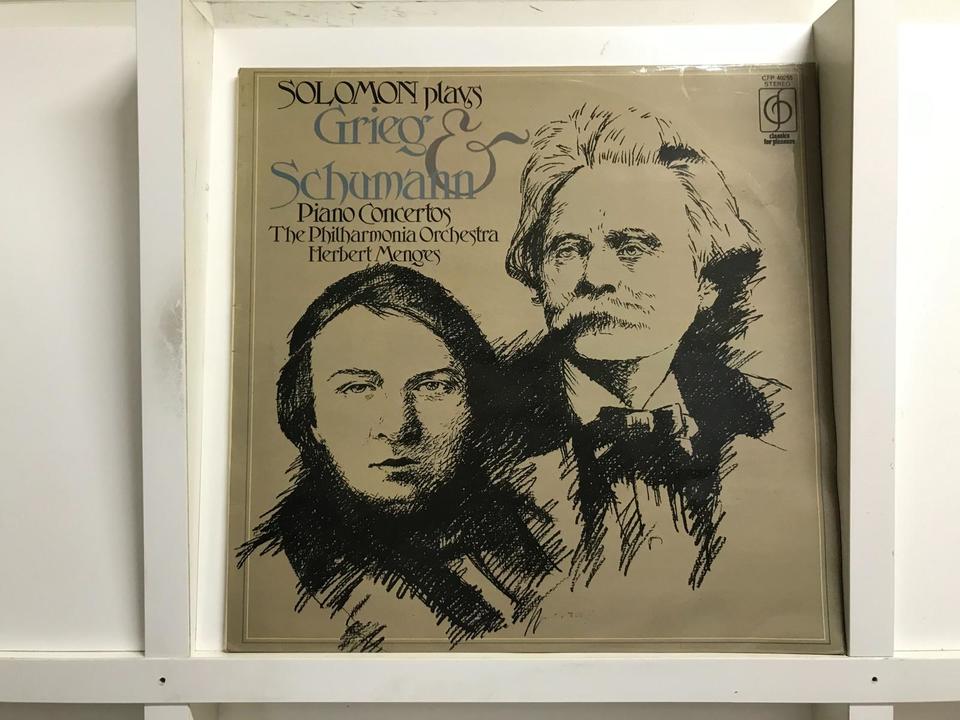 SOLOMON plays
Grieg &
Schumann
Piano Concertos
The Philharmonia Orchestra
Herbert Menges
CFP 40255
STEREO
classics
for pleasure